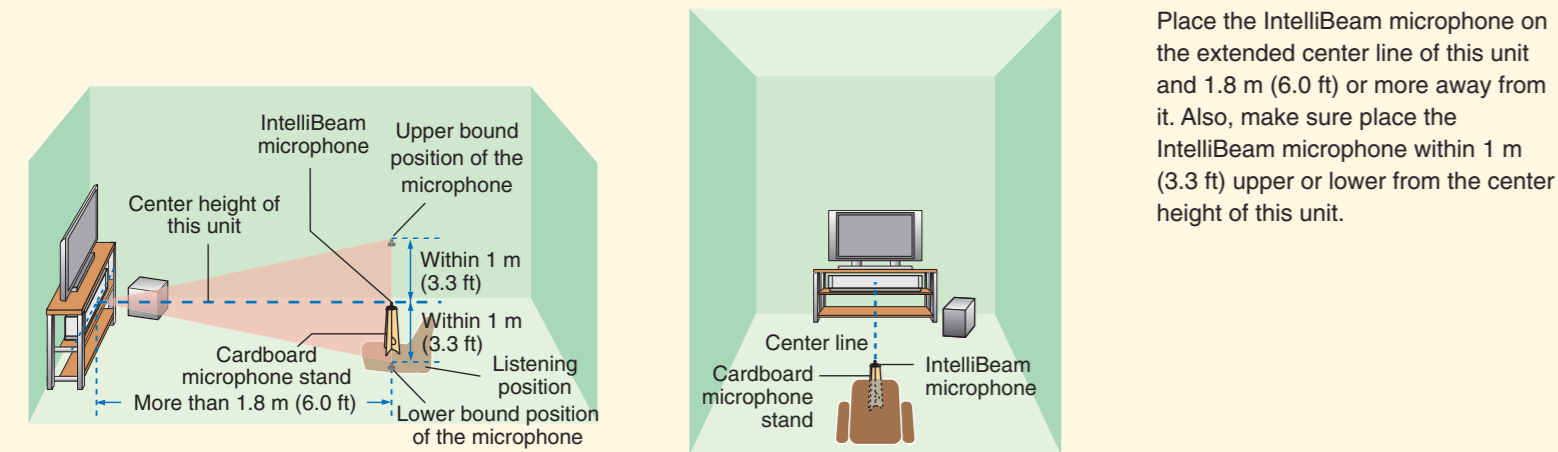 IntelliBeam
microphone
Upper bound
position of the
microphone
Center height of
this unit
Within 1 m
(3.3 ft)
Within 1 m
(3.3 ft)
Cardboard
microphone stand
Listening
position
More than 1.8 m (6.0 ft)
Lower bound position
of the microphone
Center line
Cardboard
microphone
stand
IntelliBeam
microphone
Place the IntelliBeam microphone on
the extended center line of this unit
and 1.8 m (6.0 ft) or more away from
it. Also, make sure place the
IntelliBeam microphone within 1 m
(3.3 ft) upper or lower from the center
height of this unit.